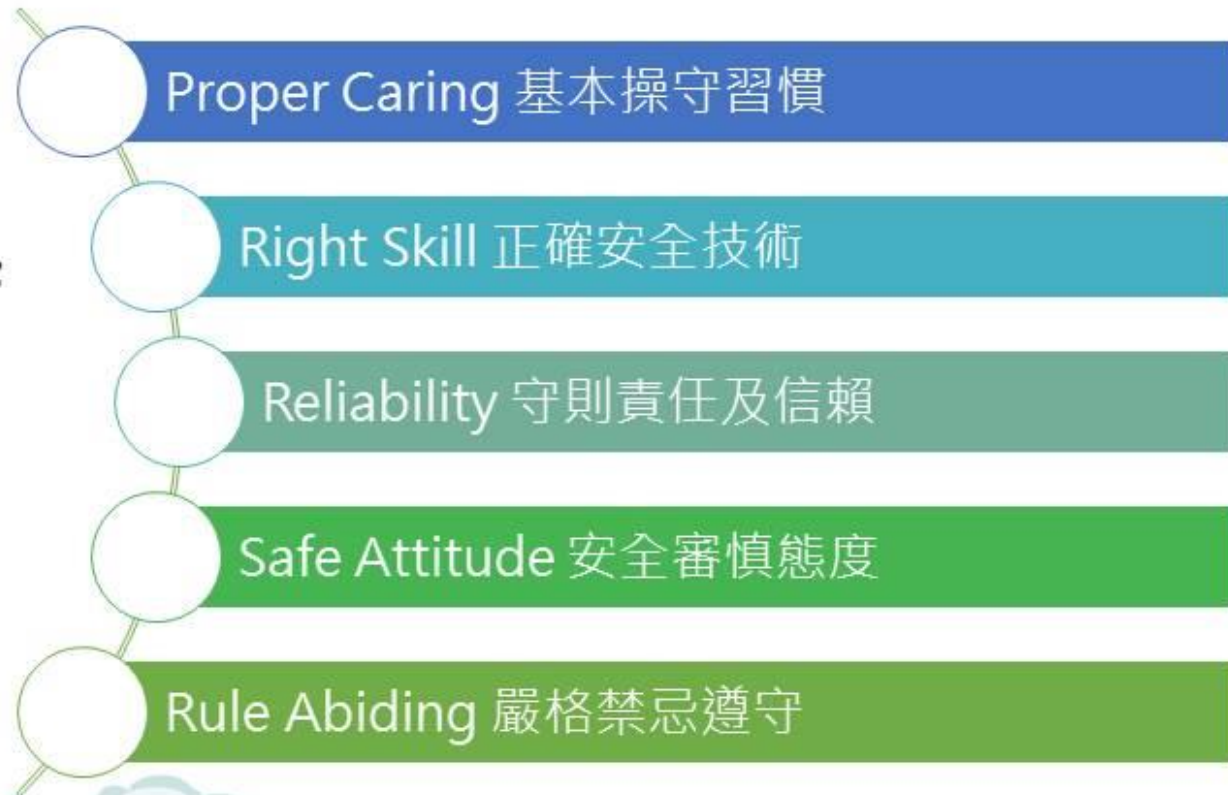 Proper Caring 基本操守習慣
Right Skill 正確安全技術
Reliability 守則責任及信賴
Safe Attitude 安全審慎態度
Rule Abiding 嚴格禁忌遵守